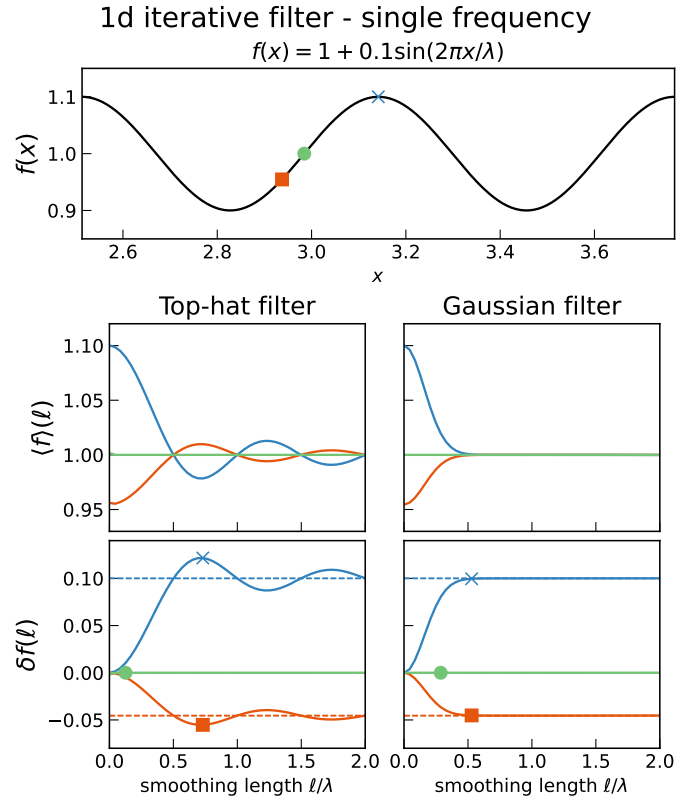 1d iterative filter - single frequency
f(x) = 1 + 0.1sin(2πx/λ)
f(x)
1.1
1.0
0.9
2.6 2.8 3.0 3.2 3.4 3.6
x
Top-hat filter Gaussian filter
⟨f⟩(ℓ)
1.10
1.05
1.00
0.95
δf(ℓ)
0.10
0.05
0.00
−0.05
0.0 0.5 1.0 1.5 2.0 0.0 0.5 1.0 1.5 2.0
smoothing length ℓ/λ smoothing length ℓ/λ